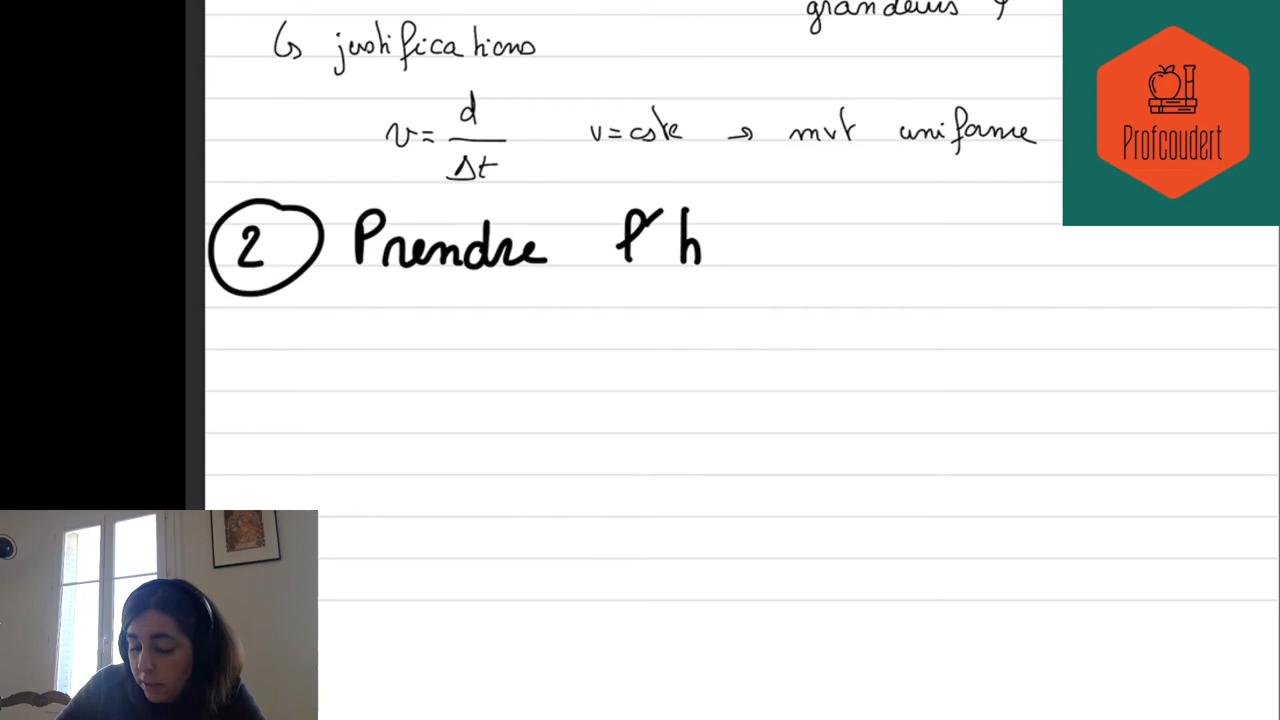 grandeurs
↳ justifications
v = d / Δt v = cste → mvt uniforme
Profcoudert
2 Prendre l'h